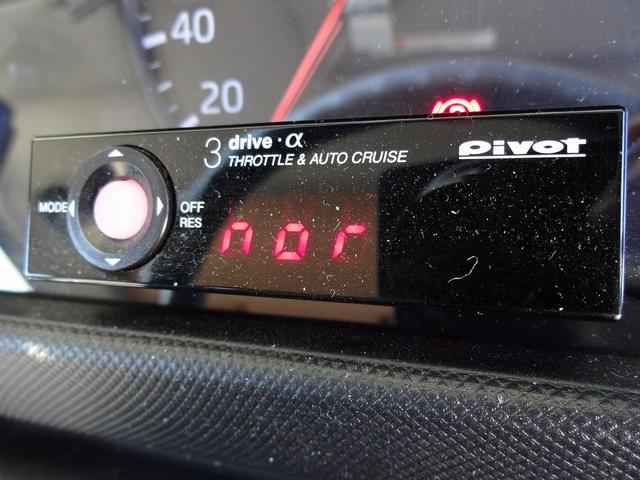 40
20
3 drive・α
THROTTLE & AUTO CRUISE
pivot
MODE
OFF
RES
nor